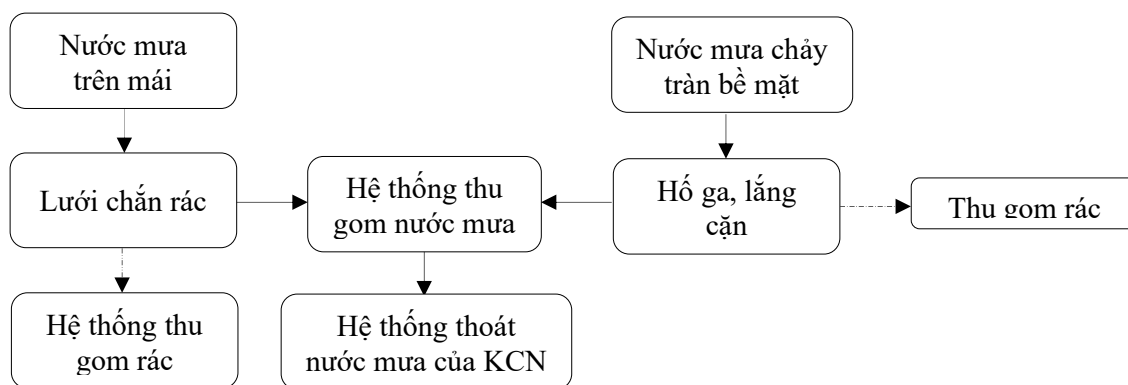 Nước mưa
trên mái
Nước mưa chảy
tràn bề mặt
Lưới chắn rác
Hệ thống thu
gom nước mưa
Hố ga, lắng
cặn
Thu gom rác
Hệ thống thu
gom rác
Hệ thống thoát
nước mưa của KCN